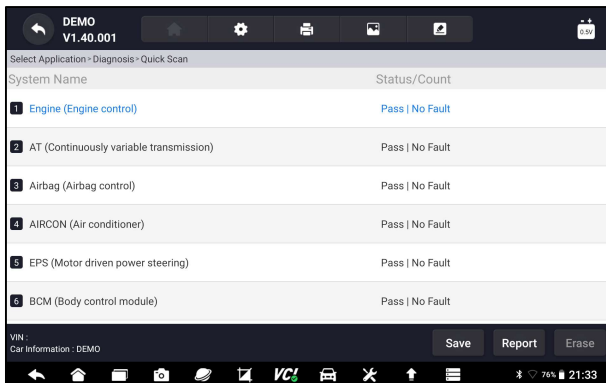 DEMO
V1.40.001
0.5V
Select Application>Diagnosis>Quick Scan
System Name Status/Count
1 Engine (Engine control) Pass | No Fault
2 AT (Continuously variable transmission) Pass | No Fault
3 Airbag (Airbag control) Pass | No Fault
4 AIRCON (Air conditioner) Pass | No Fault
5 EPS (Motor driven power steering) Pass | No Fault
6 BCM (Body control module) Pass | No Fault
VIN :
Car Information : DEMO
Save Report Erase
VCI 76% 21:33